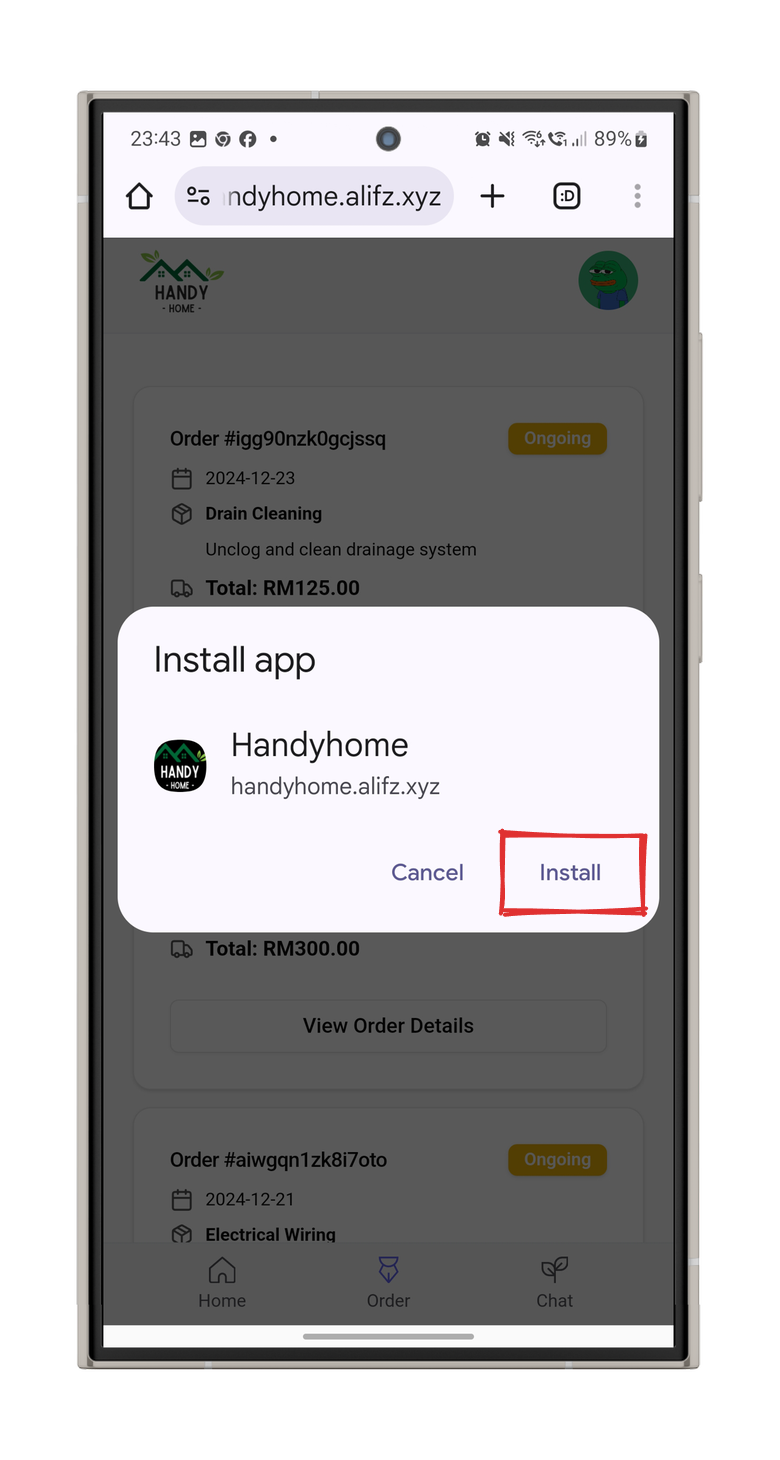 23:43
89%
ndyhome.alifz.xyz
:D
HANDY
- HOME -
Order #igg90nzk0gcjssq
Ongoing
2024-12-23
Drain Cleaning
Unclog and clean drainage system
Total: RM125.00
Install app
Handyhome
HANDY
- HOME -
handyhome.alifz.xyz
Cancel
Install
Total: RM300.00
View Order Details
Order #aiwgqn1zk8i7oto
Ongoing
2024-12-21
Electrical Wiring
Home
Order
Chat